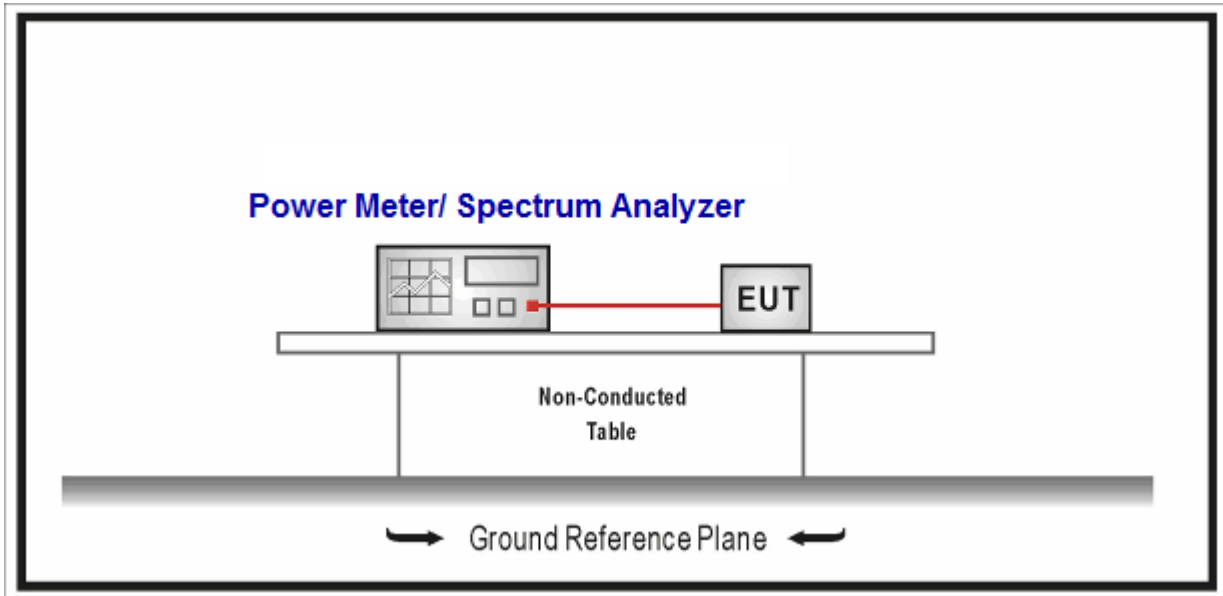 Power Meter/ Spectrum Analyzer
EUT
Non-Conducted
Table
Ground Reference Plane